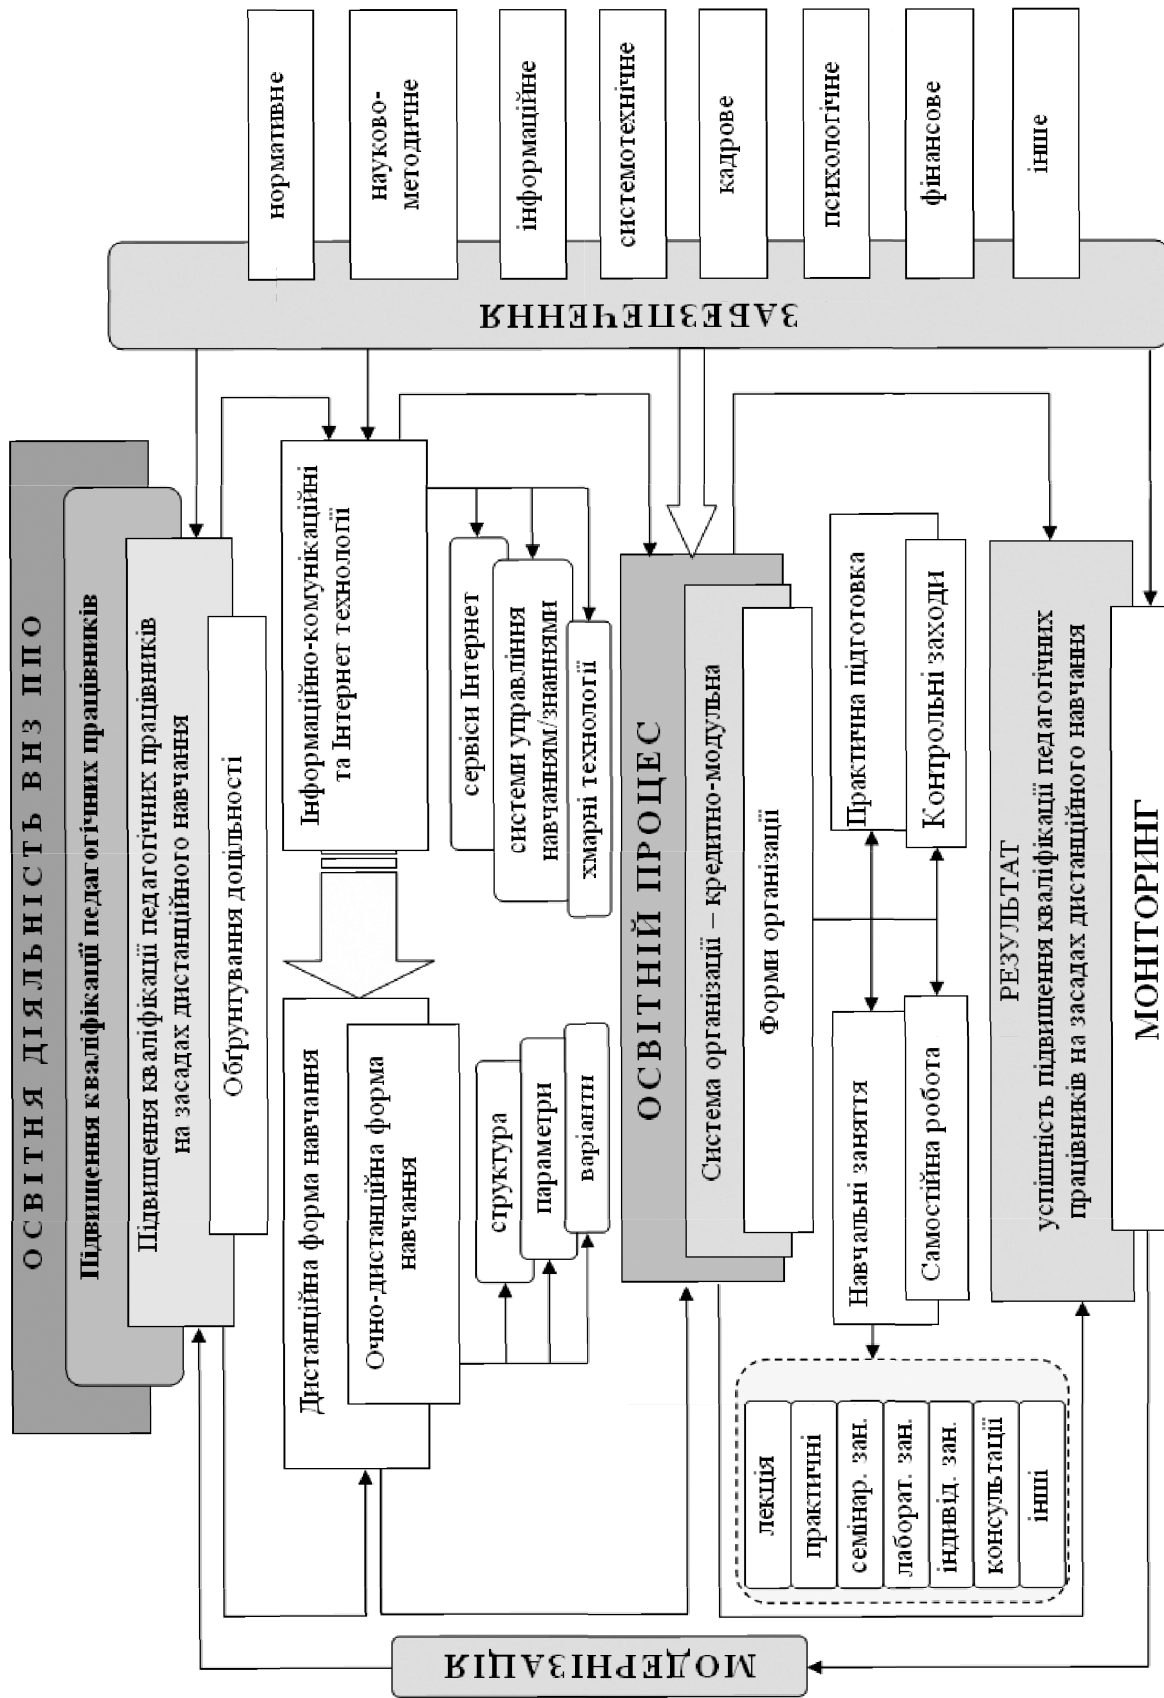 ОСВІТНЯ ДІЯЛЬНІСТЬ ВНЗ ППО
Підвищення кваліфікації педагогічних працівників
Підвищення кваліфікації педагогічних працівників
на засадах дистанційного навчання
Обґрунтування доцільності
Дистанційна форма навчання
Очно-дистанційна форма
навчання
структура
параметри
варіанти
Інформаційно-комунікаційні
та Інтернет технології
сервіси Інтернет
системи управління
навчанням/знаннями
хмарні технології
ОСВІТНІЙ ПРОЦЕС
Система організації – кредитно-модульна
Форми організації
Навчальні заняття
Самостійна робота
Практична підготовка
Контрольні заходи
лекція
практичні
семінар. зан.
лаборат. зан.
індивід. зан.
консультації
інші
РЕЗУЛЬТАТ
успішність підвищення кваліфікації педагогічних
працівників на засадах дистанційного навчання
МОНІТОРИНГ
МОДЕРНІЗАЦІЯ
ЗАБЕЗПЕЧЕННЯ
нормативне
науково-
методичне
інформаційне
системотехнічне
кадрове
психологічне
фінансове
інше